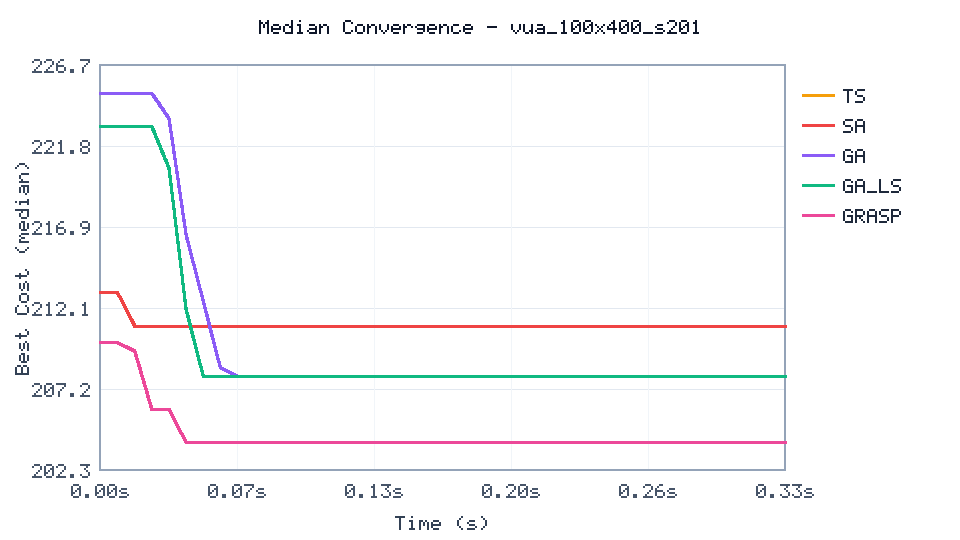 Median Convergence - vua_100x400_s201
226.7
221.8
216.9
212.1
207.2
202.3
Best Cost (median)
0.00s 0.07s 0.13s 0.20s 0.26s 0.33s
Time (s)
TS
SA
GA
GA_LS
GRASP